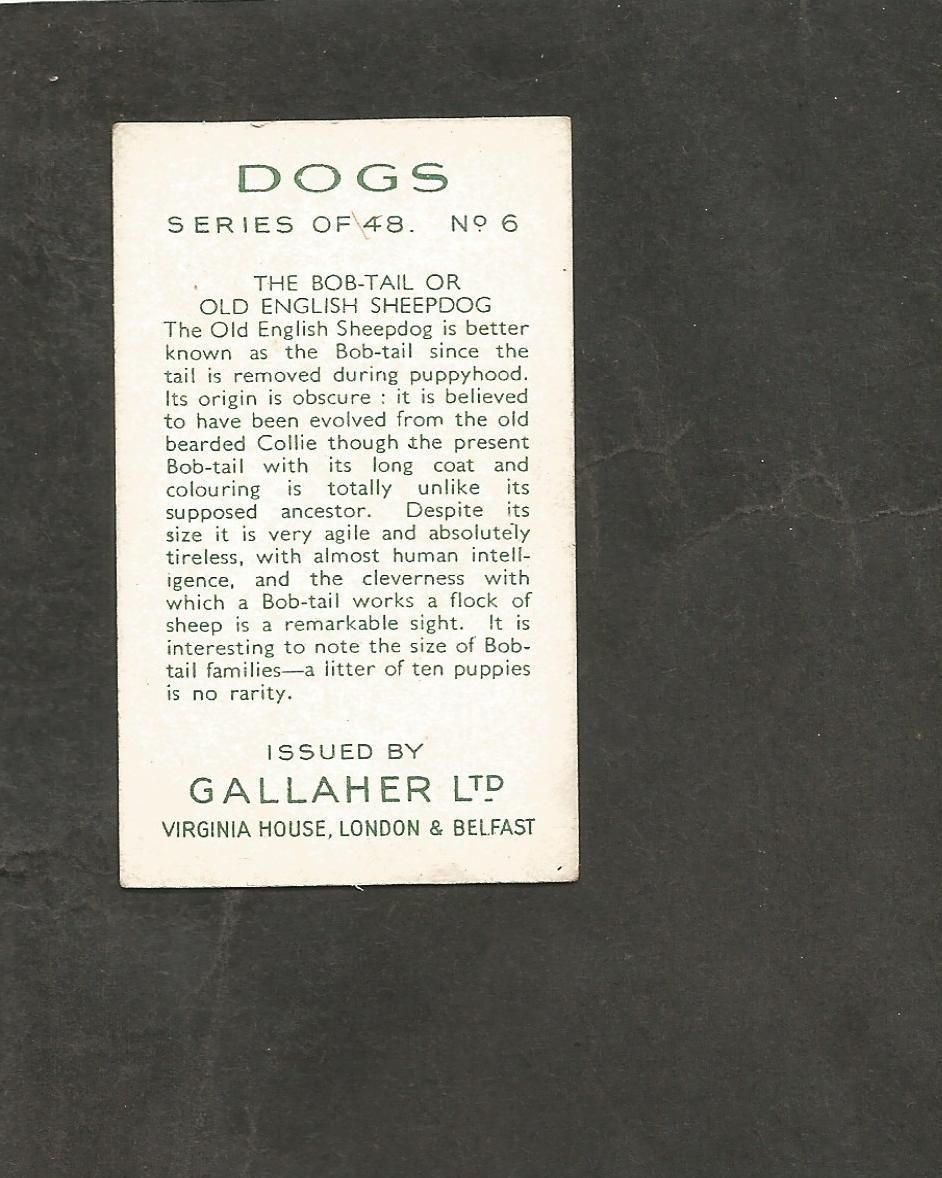 DOGS
SERIES OF 48. Nº 6
THE BOB-TAIL OR
OLD ENGLISH SHEEPDOG
The Old English Sheepdog is better
known as the Bob-tail since the
tail is removed during puppyhood.
Its origin is obscure : it is believed
to have been evolved from the old
bearded Collie though the present
Bob-tail with its long coat and
colouring is totally unlike its
supposed ancestor. Despite its
size it is very agile and absolutely
tireless, with almost human intell-
igence, and the cleverness with
which a Bob-tail works a flock of
sheep is a remarkable sight. It is
interesting to note the size of Bob-
tail families—a litter of ten puppies
is no rarity.
ISSUED BY
GALLAHER LTD
VIRGINIA HOUSE, LONDON & BELFAST